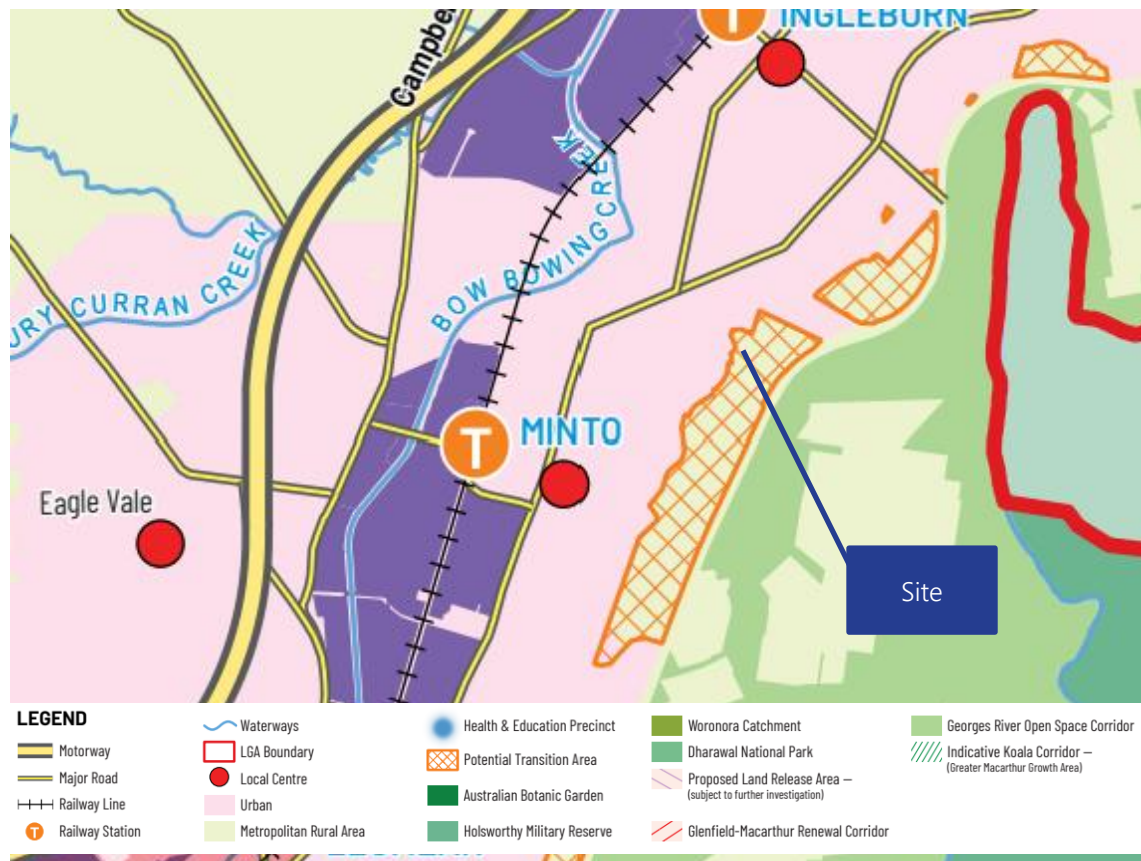 INGLEBURN
T
Campbel
BOW BOWING CREEK
URY CURRAN CREEK
T
MINTO
Eagle Vale
Site
LEGEND
Motorway
Major Road
Railway Line
T Railway Station
Waterways
LGA Boundary
Local Centre
Urban
Metropolitan Rural Area
Health & Education Precinct
Potential Transition Area
Australian Botanic Garden
Holsworthy Military Reserve
Woronora Catchment
Dharawal National Park
Proposed Land Release Area –
(subject to further investigation)
Glenfield-Macarthur Renewal Corridor
Georges River Open Space Corridor
Indicative Koala Corridor –
(Greater Macarthur Growth Area)